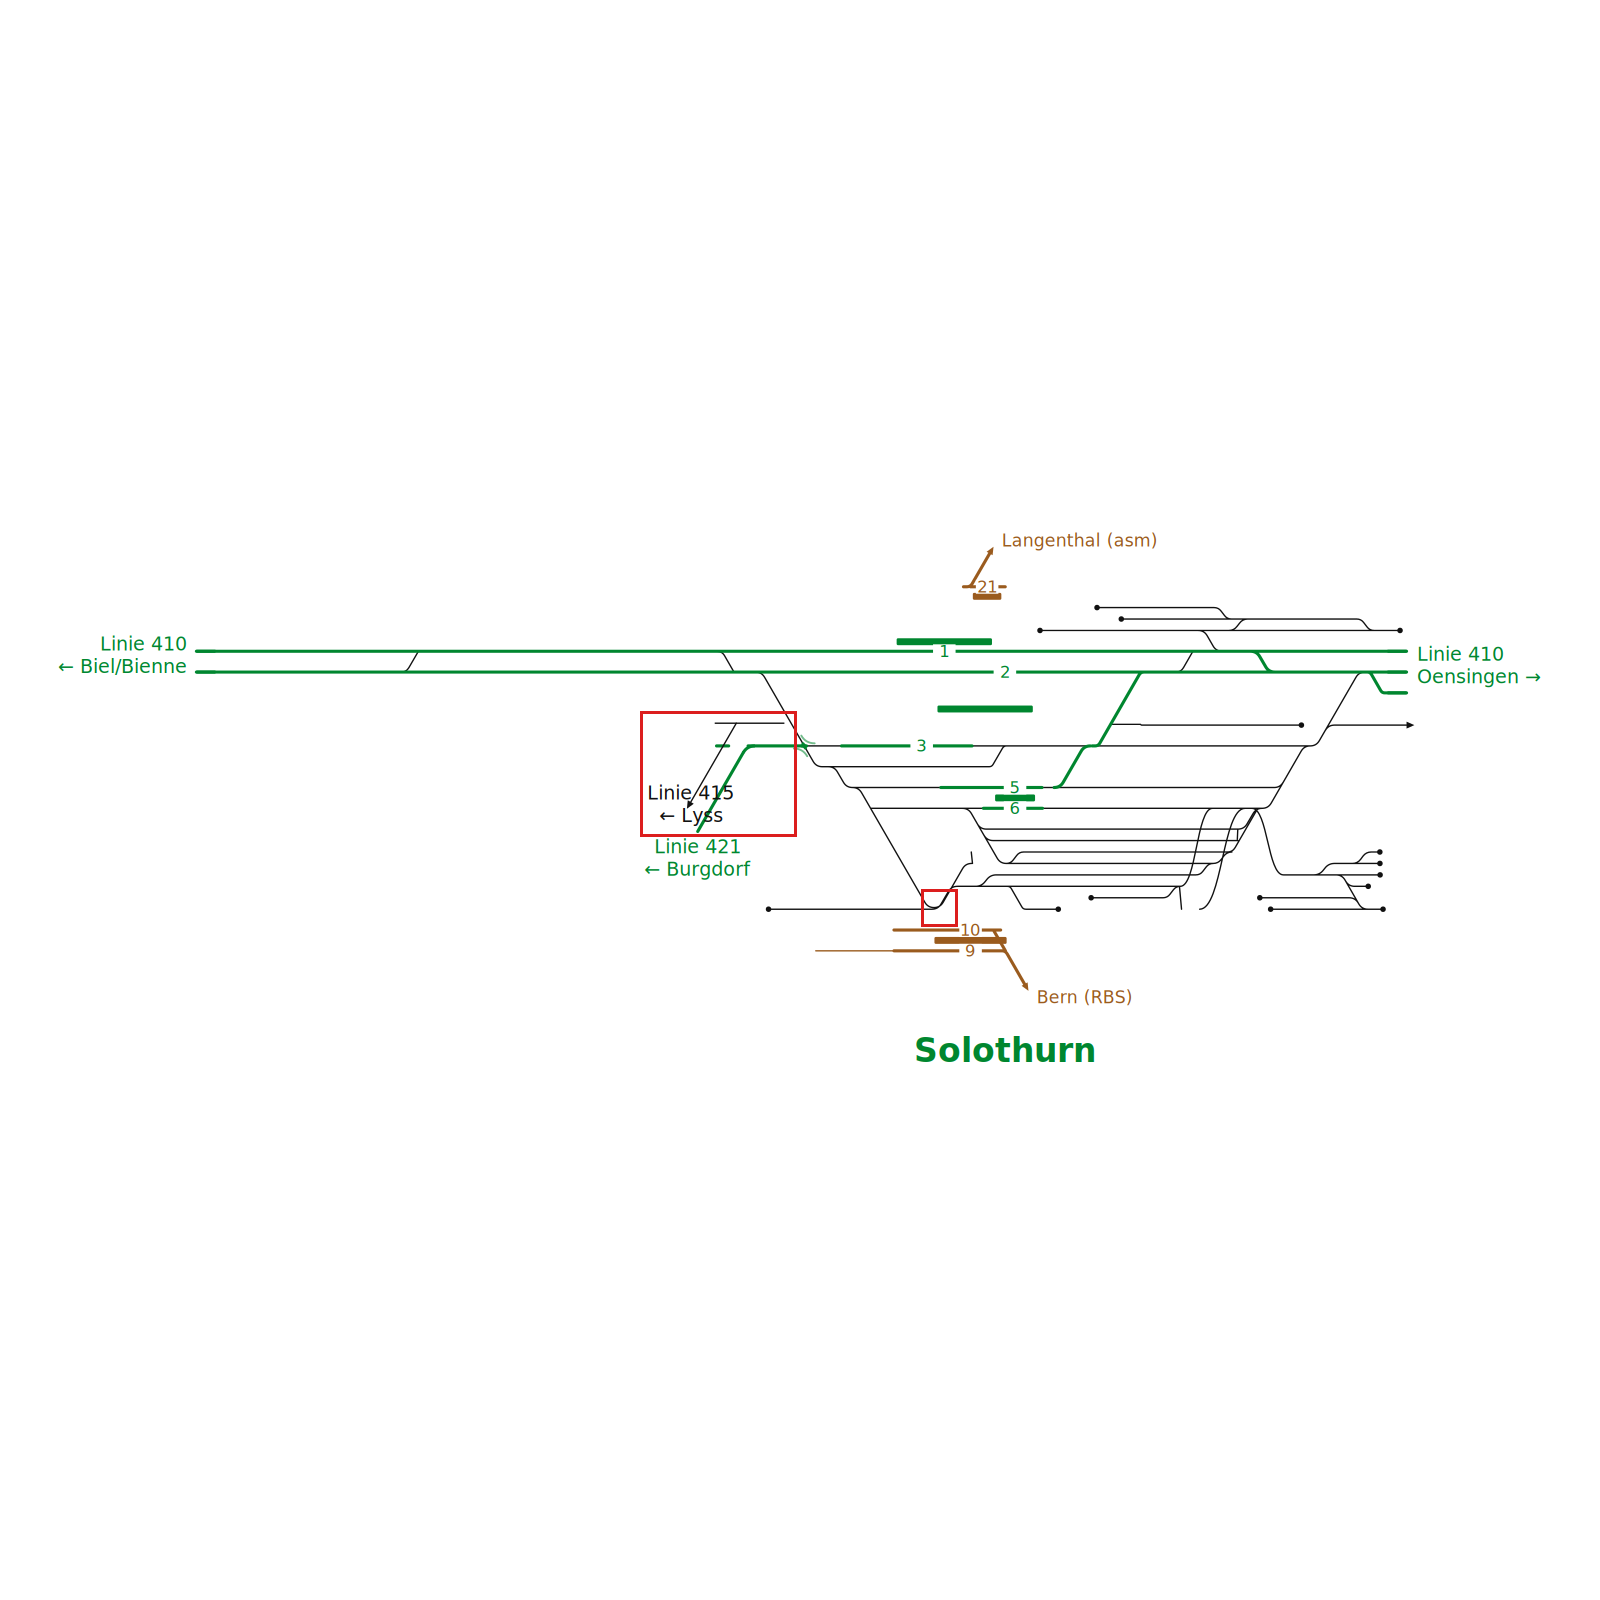 Langenthal (asm)
21
Linie 410
← Biel/Bienne
1
2
Linie 410
Oensingen →
3
Linie 415
← Lyss
5
6
Linie 421
← Burgdorf
10
9
Bern (RBS)
Solothurn